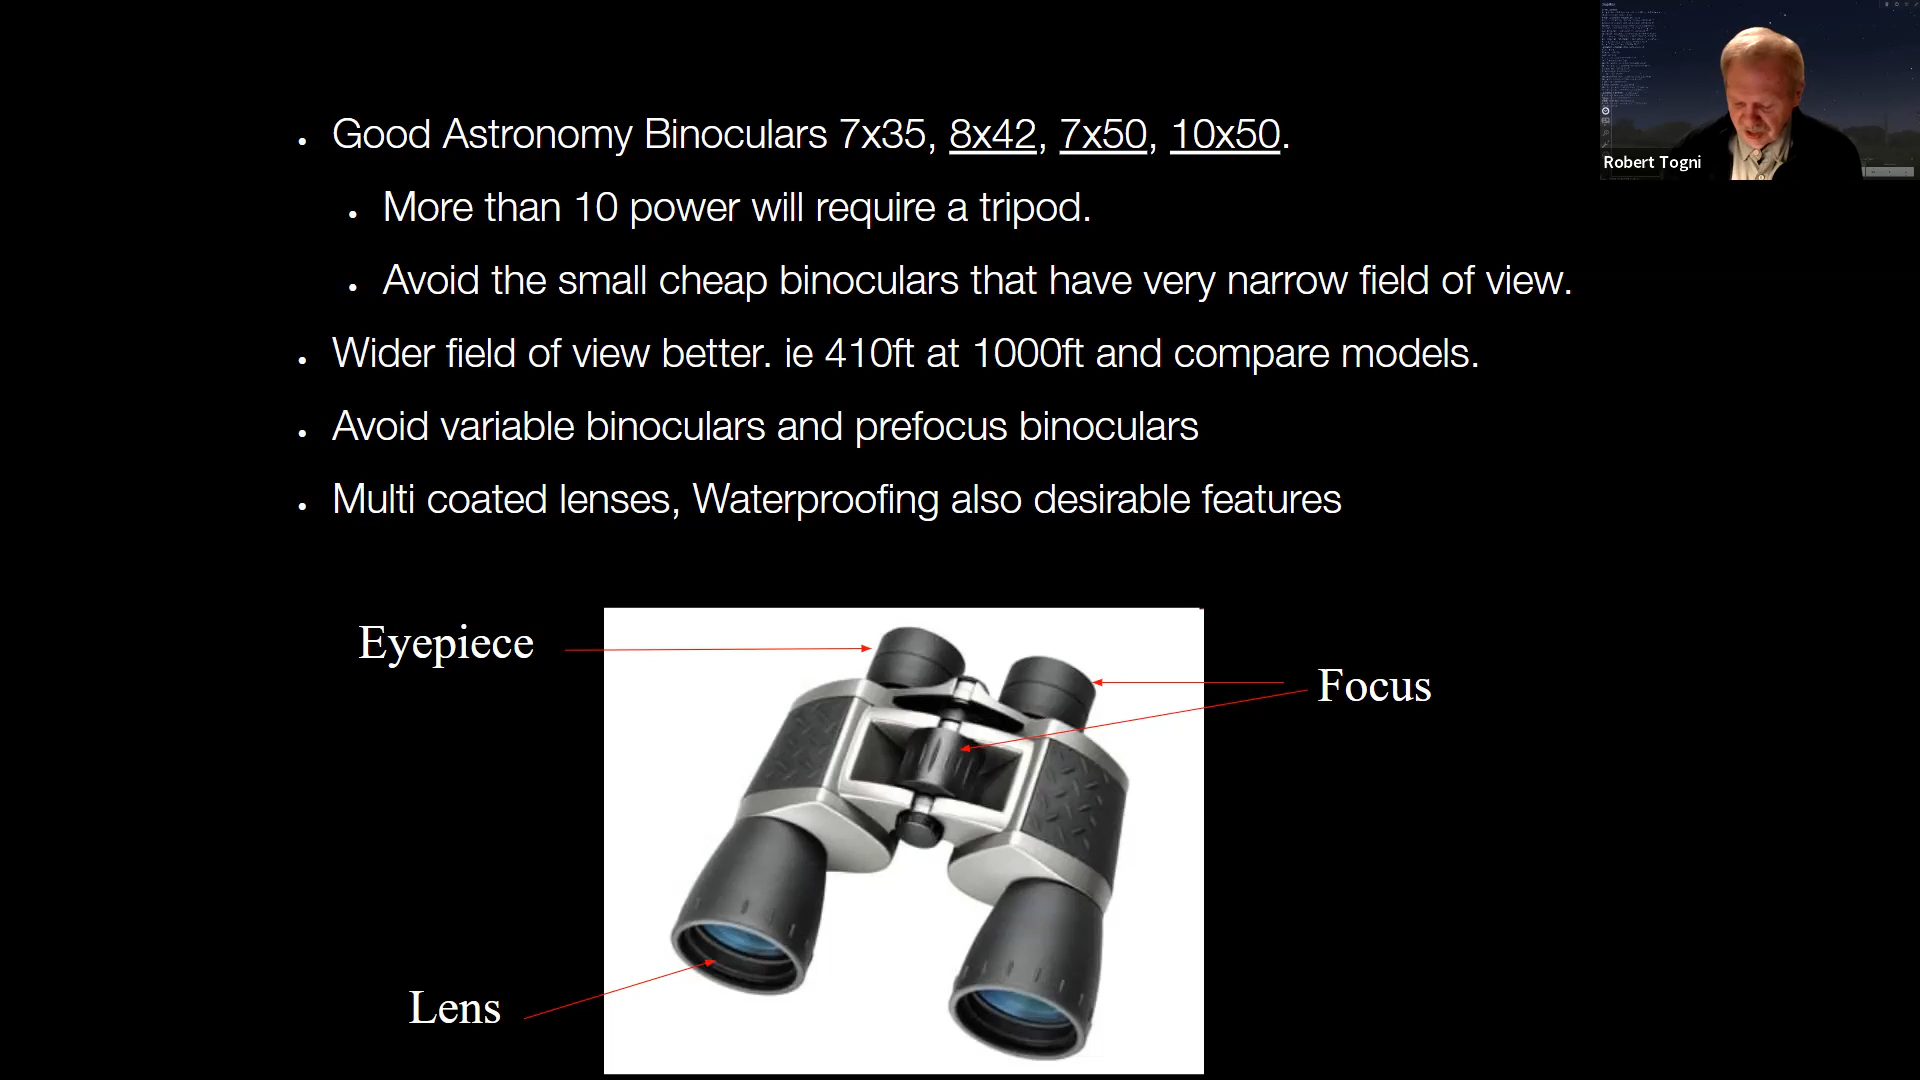 Good Astronomy Binoculars 7x35, 8x42, 7x50, 10x50.
More than 10 power will require a tripod.
Avoid the small cheap binoculars that have very narrow field of view.
Wider field of view better. ie 410ft at 1000ft and compare models.
Avoid variable binoculars and prefocus binoculars
Multi coated lenses, Waterproofing also desirable features
Eyepiece
Focus
Lens
Robert Togni